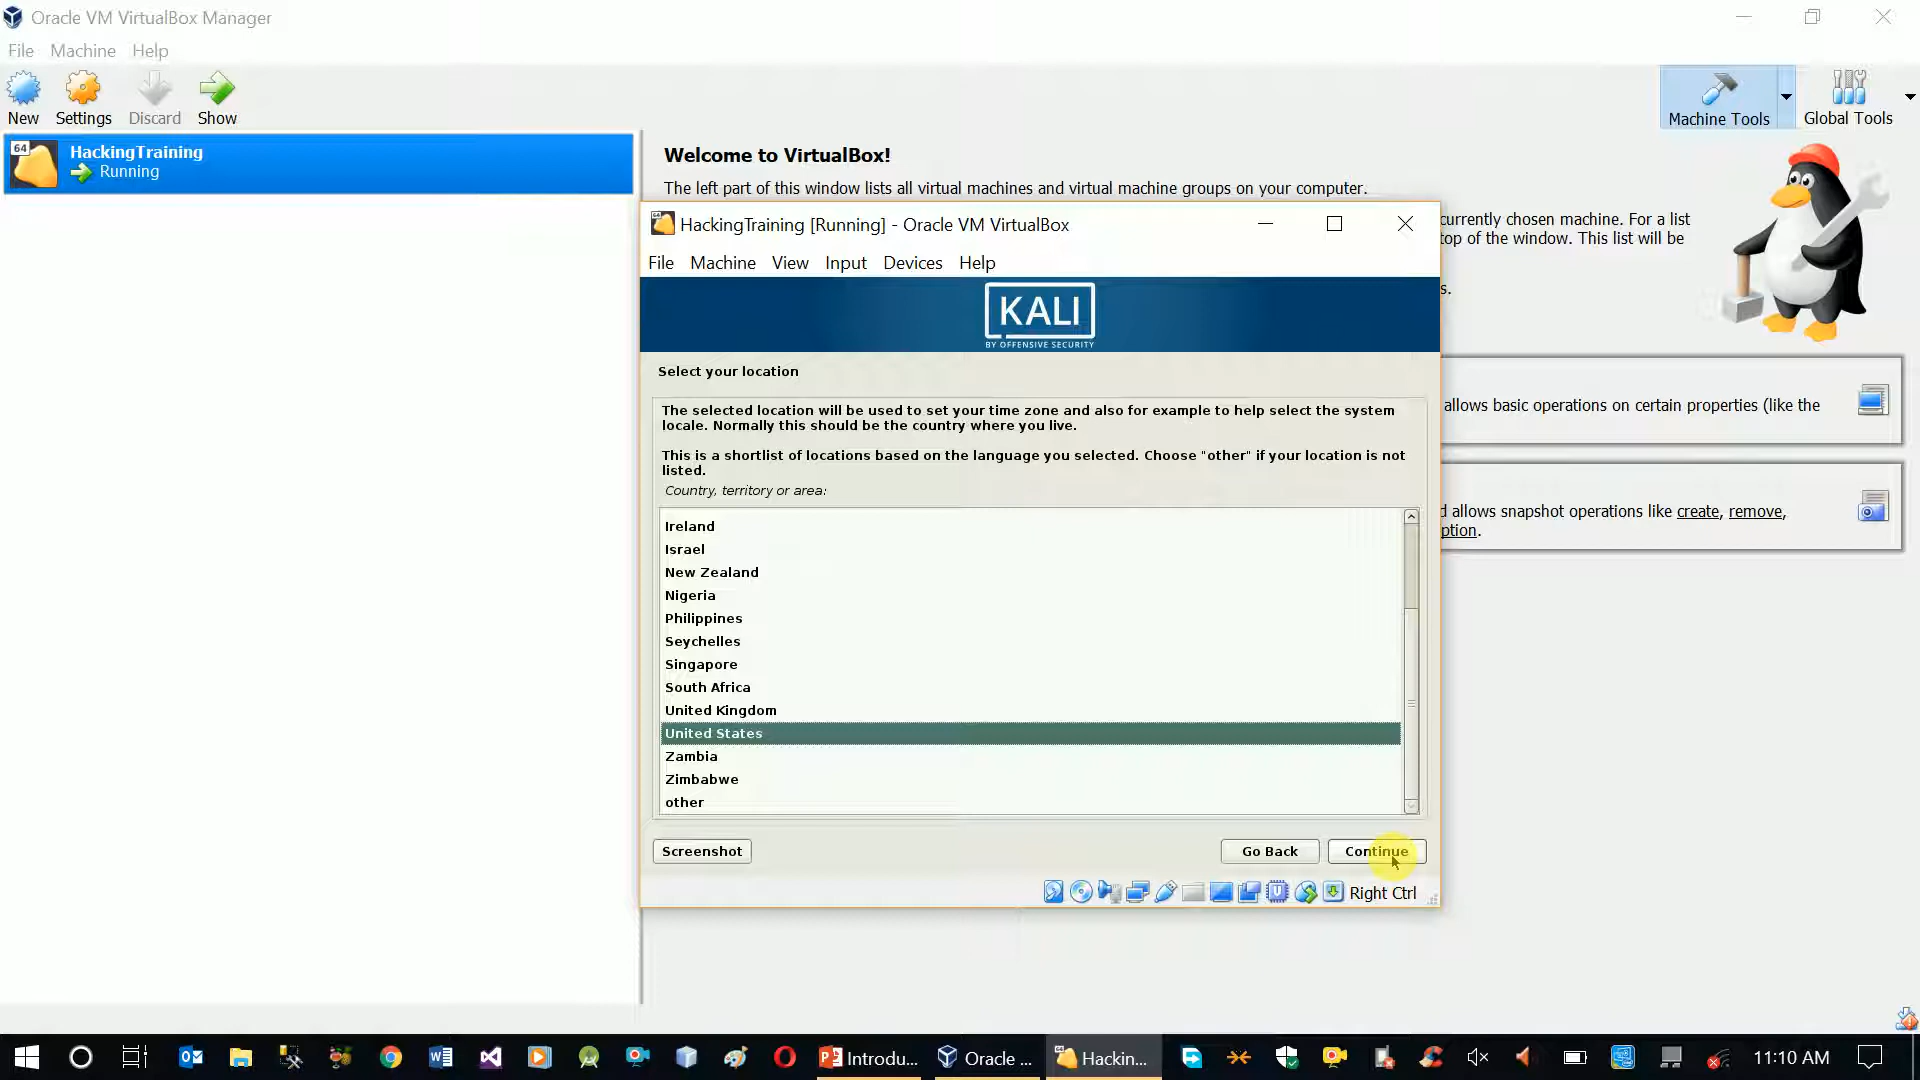 Oracle VM VirtualBox Manager
File Machine Help
New Settings Discard Show
Machine Tools Global Tools
64 HackingTraining
Running
Welcome to VirtualBox!
The left part of this window lists all virtual machines and virtual machine groups on your computer.
currently chosen machine. For a list
top of the window. This list will be
s.
allows basic operations on certain properties (like the
d allows snapshot operations like create, remove,
ption.
64 HackingTraining [Running] - Oracle VM VirtualBox
File Machine View Input Devices Help
KALI
BY OFFENSIVE SECURITY
Select your location
The selected location will be used to set your time zone and also for example to help select the system
locale. Normally this should be the country where you live.
This is a shortlist of locations based on the language you selected. Choose "other" if your location is not
listed.
Country, territory or area:
Ireland
Israel
New Zealand
Nigeria
Philippines
Seychelles
Singapore
South Africa
United Kingdom
United States
Zambia
Zimbabwe
other
Screenshot Go Back Continue
Right Ctrl
Introdu... Oracle ... Hackin... 11:10 AM